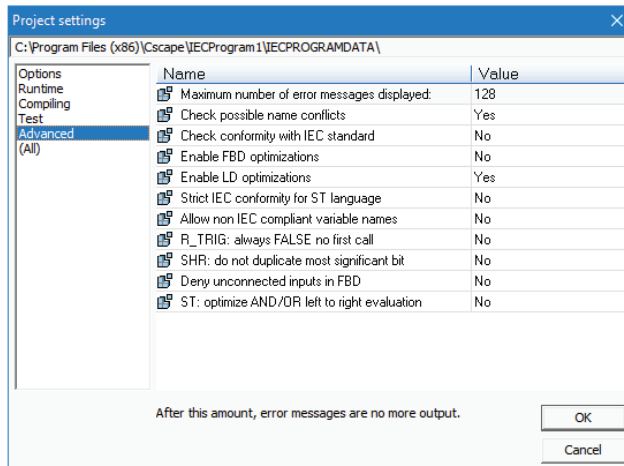 Project settings
C:\Program Files (x86)\Cscape\IECProgram1\IECPROGRAMDATA\
Options
Runtime
Compiling
Test
Advanced
(All)
Name Value
Maximum number of error messages displayed: 128
Check possible name conflicts Yes
Check conformity with IEC standard No
Enable FBD optimizations No
Enable LD optimizations Yes
Strict IEC conformity for ST language No
Allow non IEC compliant variable names No
R_TRIG: always FALSE no first call No
SHR: do not duplicate most significant bit No
Deny unconnected inputs in FBD No
ST: optimize AND/OR left to right evaluation No
After this amount, error messages are no more output.
OK
Cancel